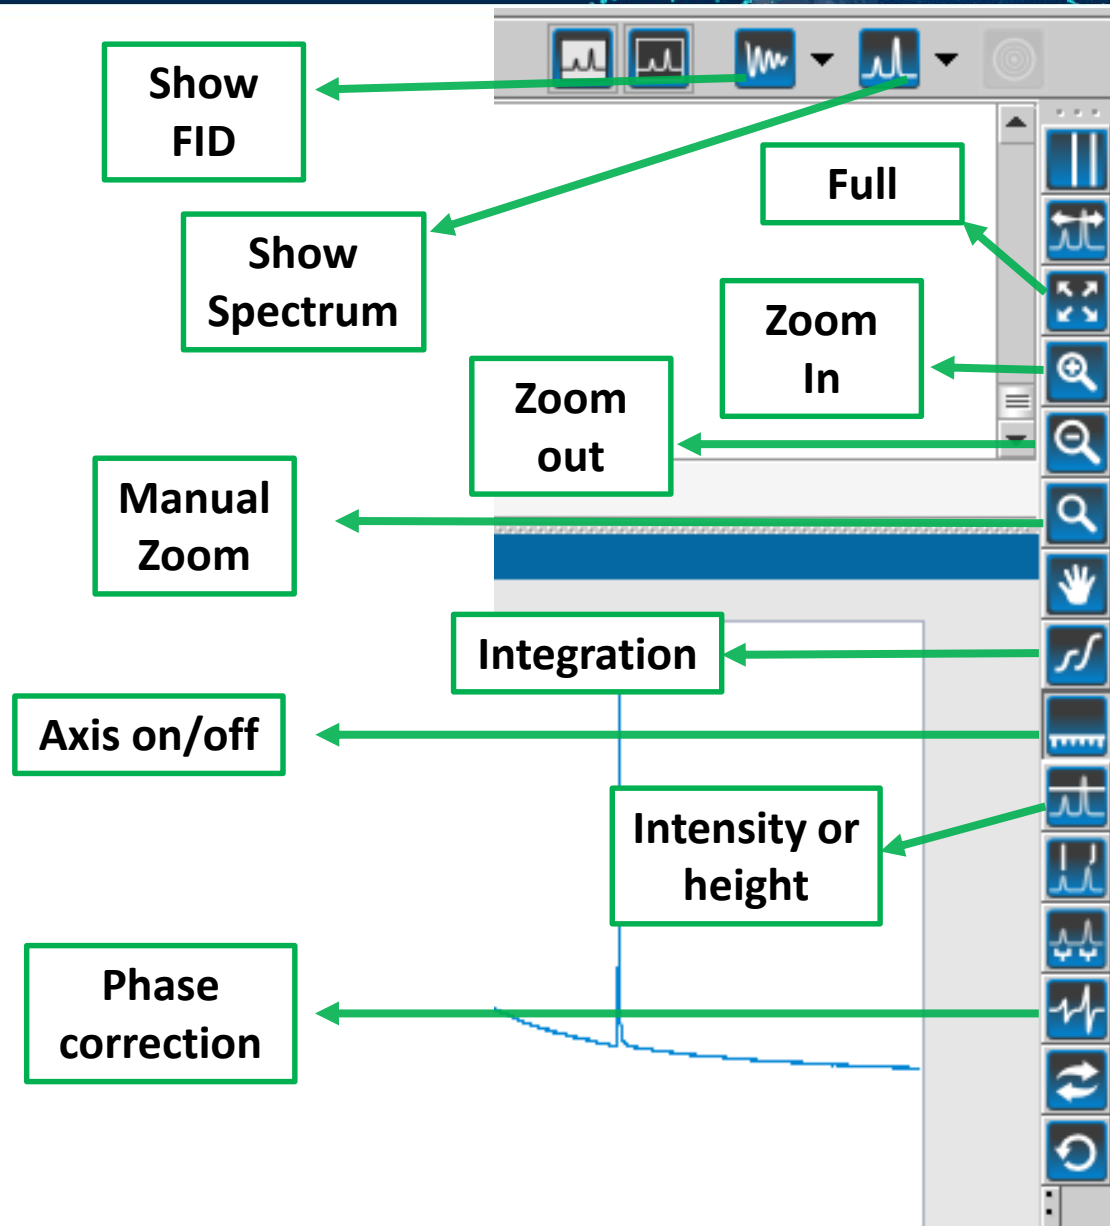 Show
FID
Full
Show
Spectrum
Zoom
In
Zoom
out
Manual
Zoom
Integration
Axis on/off
Intensity or
height
Phase
correction